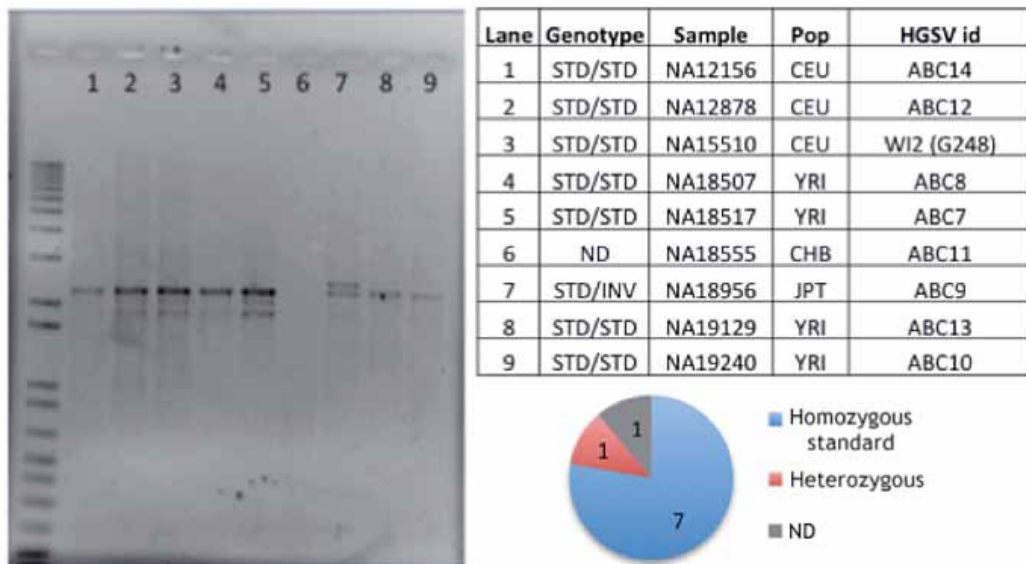 1 2 3 4 5 6 7 8 9
Lane Genotype Sample Pop HGSV id
1 STD/STD NA12156 CEU ABC14
2 STD/STD NA12878 CEU ABC12
3 STD/STD NA15510 CEU WI2 (G248)
4 STD/STD NA18507 YRI ABC8
5 STD/STD NA18517 YRI ABC7
6 ND NA18555 CHB ABC11
7 STD/INV NA18956 JPT ABC9
8 STD/STD NA19129 YRI ABC13
9 STD/STD NA19240 YRI ABC10
1
1
7
Homozygous
standard
Heterozygous
ND